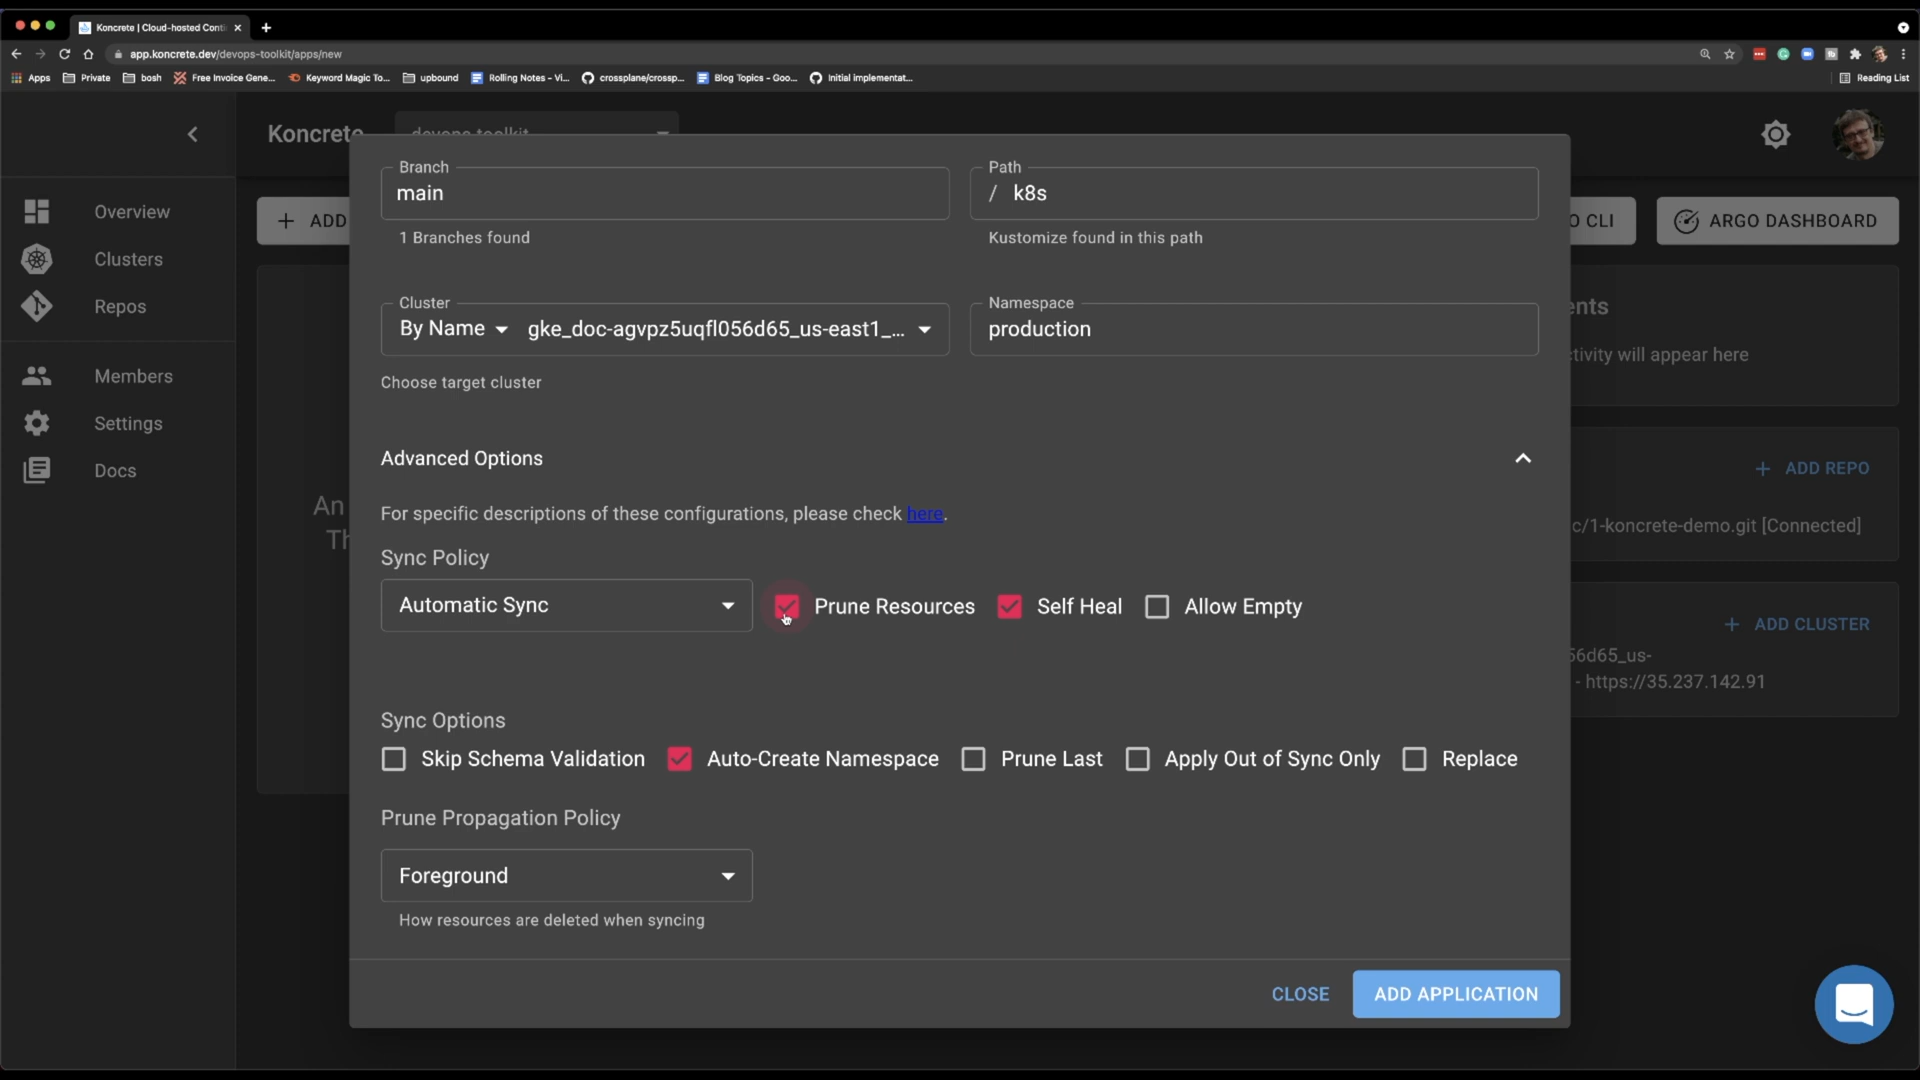 Koncrete | Cloud-hosted Conti
app.koncrete.dev/devops-toolkit/apps/new
Apps
Private
bosh
Free Invoice Gene...
Keyword Magic To...
upbound
Rolling Notes - Vi...
crossplane/crossp...
Blog Topics - Goo...
Initial implementat...
Reading List
Koncrete
devops-toolkit
Overview
Clusters
Repos
Members
Settings
Docs
+ ADD
O CLI
ARGO DASHBOARD
Branch
main
1 Branches found
Path
/ k8s
Kustomize found in this path
Cluster
By Name
gke_doc-agvpz5uqfl056d65_us-east1_...
Choose target cluster
Namespace
production
Advanced Options
For specific descriptions of these configurations, please check here.
Sync Policy
Automatic Sync
Prune Resources
Self Heal
Allow Empty
Sync Options
Skip Schema Validation
Auto-Create Namespace
Prune Last
Apply Out of Sync Only
Replace
Prune Propagation Policy
Foreground
How resources are deleted when syncing
CLOSE
ADD APPLICATION
An
Th
ents
tivity will appear here
+ ADD REPO
c/1-koncrete-demo.git [Connected]
+ ADD CLUSTER
56d65_us-
- https://35.237.142.91